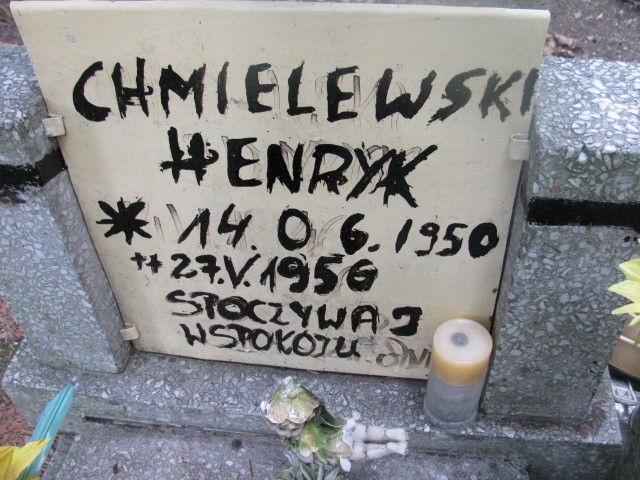 CHMIELEWSKI
HENRYK
* 14.06.1950
++ 27.V.1956
SPOCZYWAJ
W SPOKOJU